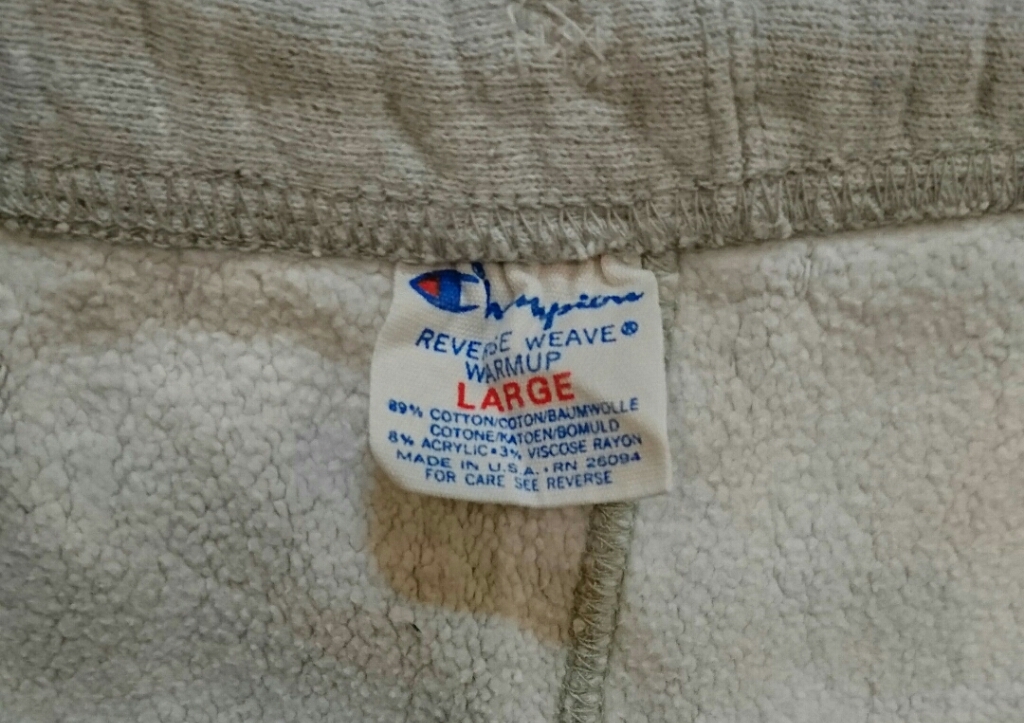 Champion
REVERSE WEAVE®
WARMUP
LARGE
89% COTTON/COTON/BAUMWOLLE
COTONE/KATOEN/BOMULD
8% ACRYLIC • 3% VISCOSE RAYON
MADE IN U.S.A. • RN 26094
FOR CARE SEE REVERSE